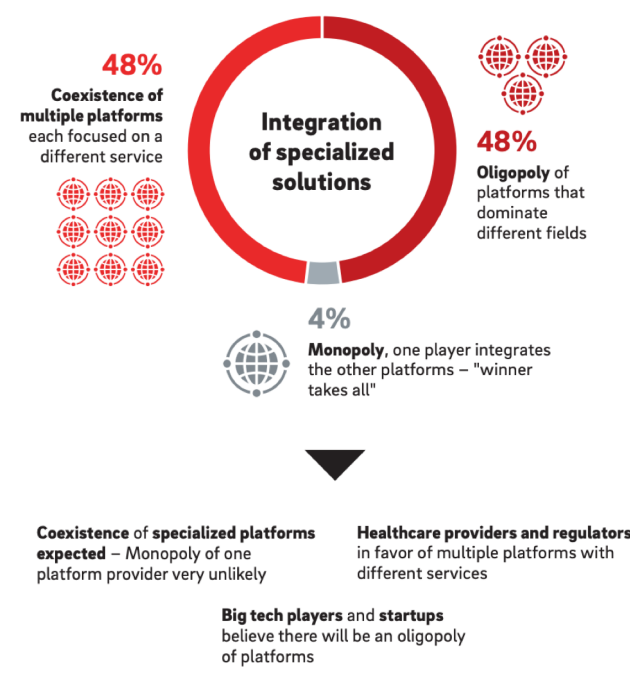 48%
Coexistence of
multiple platforms
each focused on a
different service
Integration
of specialized
solutions
48%
Oligopoly of
platforms that
dominate
different fields
4%
Monopoly, one player integrates
the other platforms – "winner
takes all"
Coexistence of specialized platforms
expected – Monopoly of one
platform provider very unlikely
Healthcare providers and regulators
in favor of multiple platforms with
different services
Big tech players and startups
believe there will be an oligopoly
of platforms